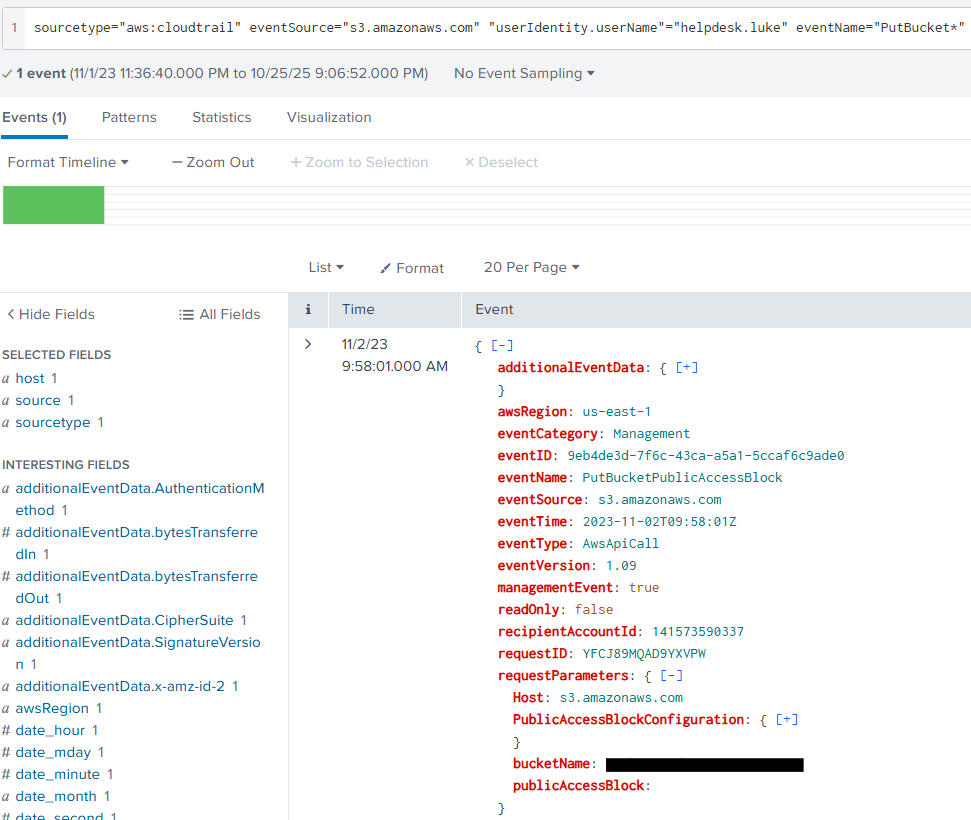 1 sourcetype="aws:cloudtrail" eventSource="s3.amazonaws.com" "userIdentity.userName"="helpdesk.luke" eventName="PutBucket*"
✓ 1 event (11/1/23 11:36:40.000 PM to 10/25/25 9:06:52.000 PM) No Event Sampling ▾
Events (1) Patterns Statistics Visualization
Format Timeline ▾ — Zoom Out + Zoom to Selection × Deselect
List ▾ Format 20 Per Page ▾
< Hide Fields All Fields
SELECTED FIELDS
a host 1
a source 1
a sourcetype 1
INTERESTING FIELDS
a additionalEventData.AuthenticationM
ethod 1
# additionalEventData.bytesTransferre
dIn 1
# additionalEventData.bytesTransferre
dOut 1
a additionalEventData.CipherSuite 1
a additionalEventData.SignatureVersio
n 1
a additionalEventData.x-amz-id-2 1
a awsRegion 1
# date_hour 1
# date_mday 1
# date_minute 1
a date_month 1
# date_second 1
i Time Event
> 11/2/23
9:58:01.000 AM
{ [-]
additionalEventData: { [+]
}
awsRegion: us-east-1
eventCategory: Management
eventID: 9eb4de3d-7f6c-43ca-a5a1-5ccaf6c9ade0
eventName: PutBucketPublicAccessBlock
eventSource: s3.amazonaws.com
eventTime: 2023-11-02T09:58:01Z
eventType: AwsApiCall
eventVersion: 1.09
managementEvent: true
readOnly: false
recipientAccountId: 141573590337
requestID: YFCJ89MQAD9YXVPW
requestParameters: { [-]
Host: s3.amazonaws.com
PublicAccessBlockConfiguration: { [+]
}
bucketName:
publicAccessBlock:
}